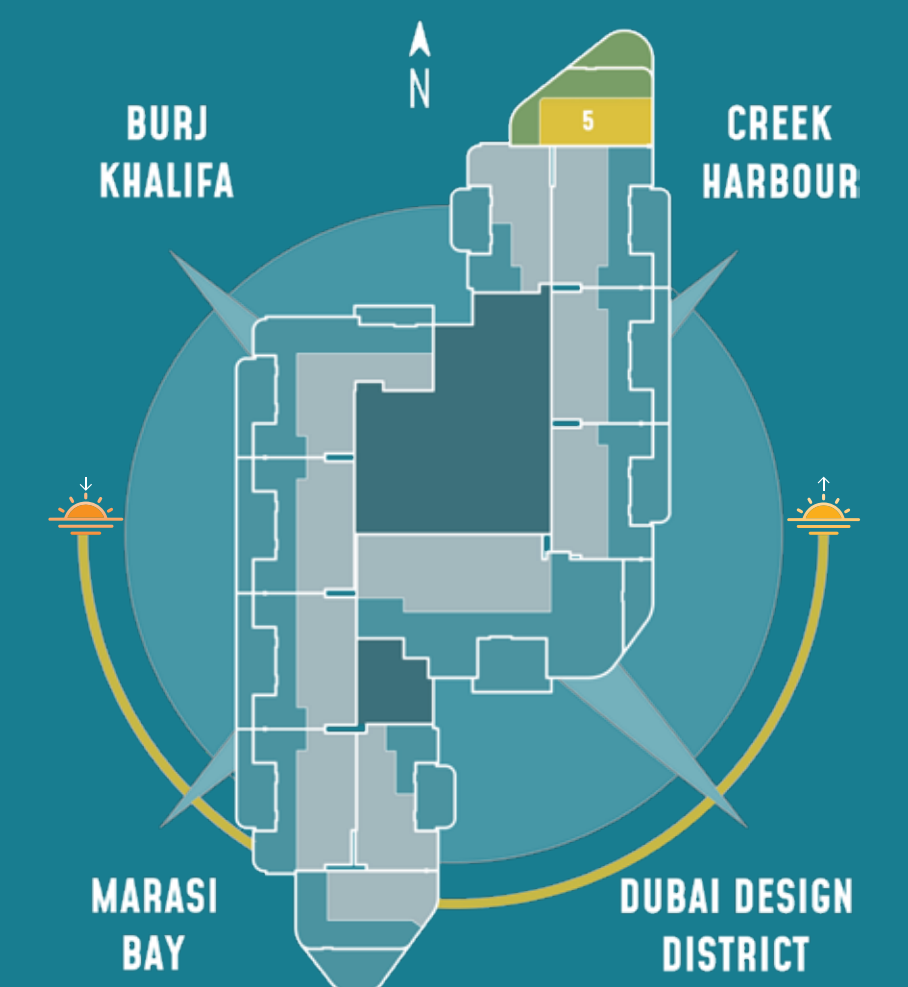 N
BURJ
KHALIFA
CREEK
HARBOUR
5
MARASI
BAY
DUBAI DESIGN
DISTRICT